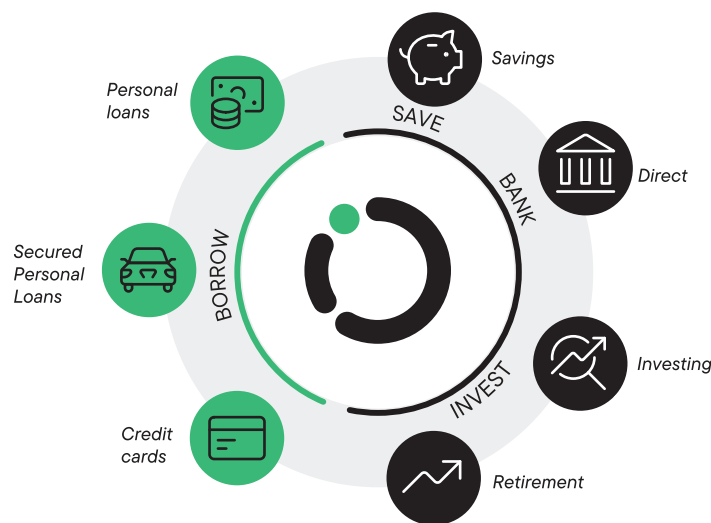 Savings
Personal
loans
SAVE
BANK
Direct
BORROW
Secured
Personal
Loans
Investing
INVEST
Credit
cards
Retirement